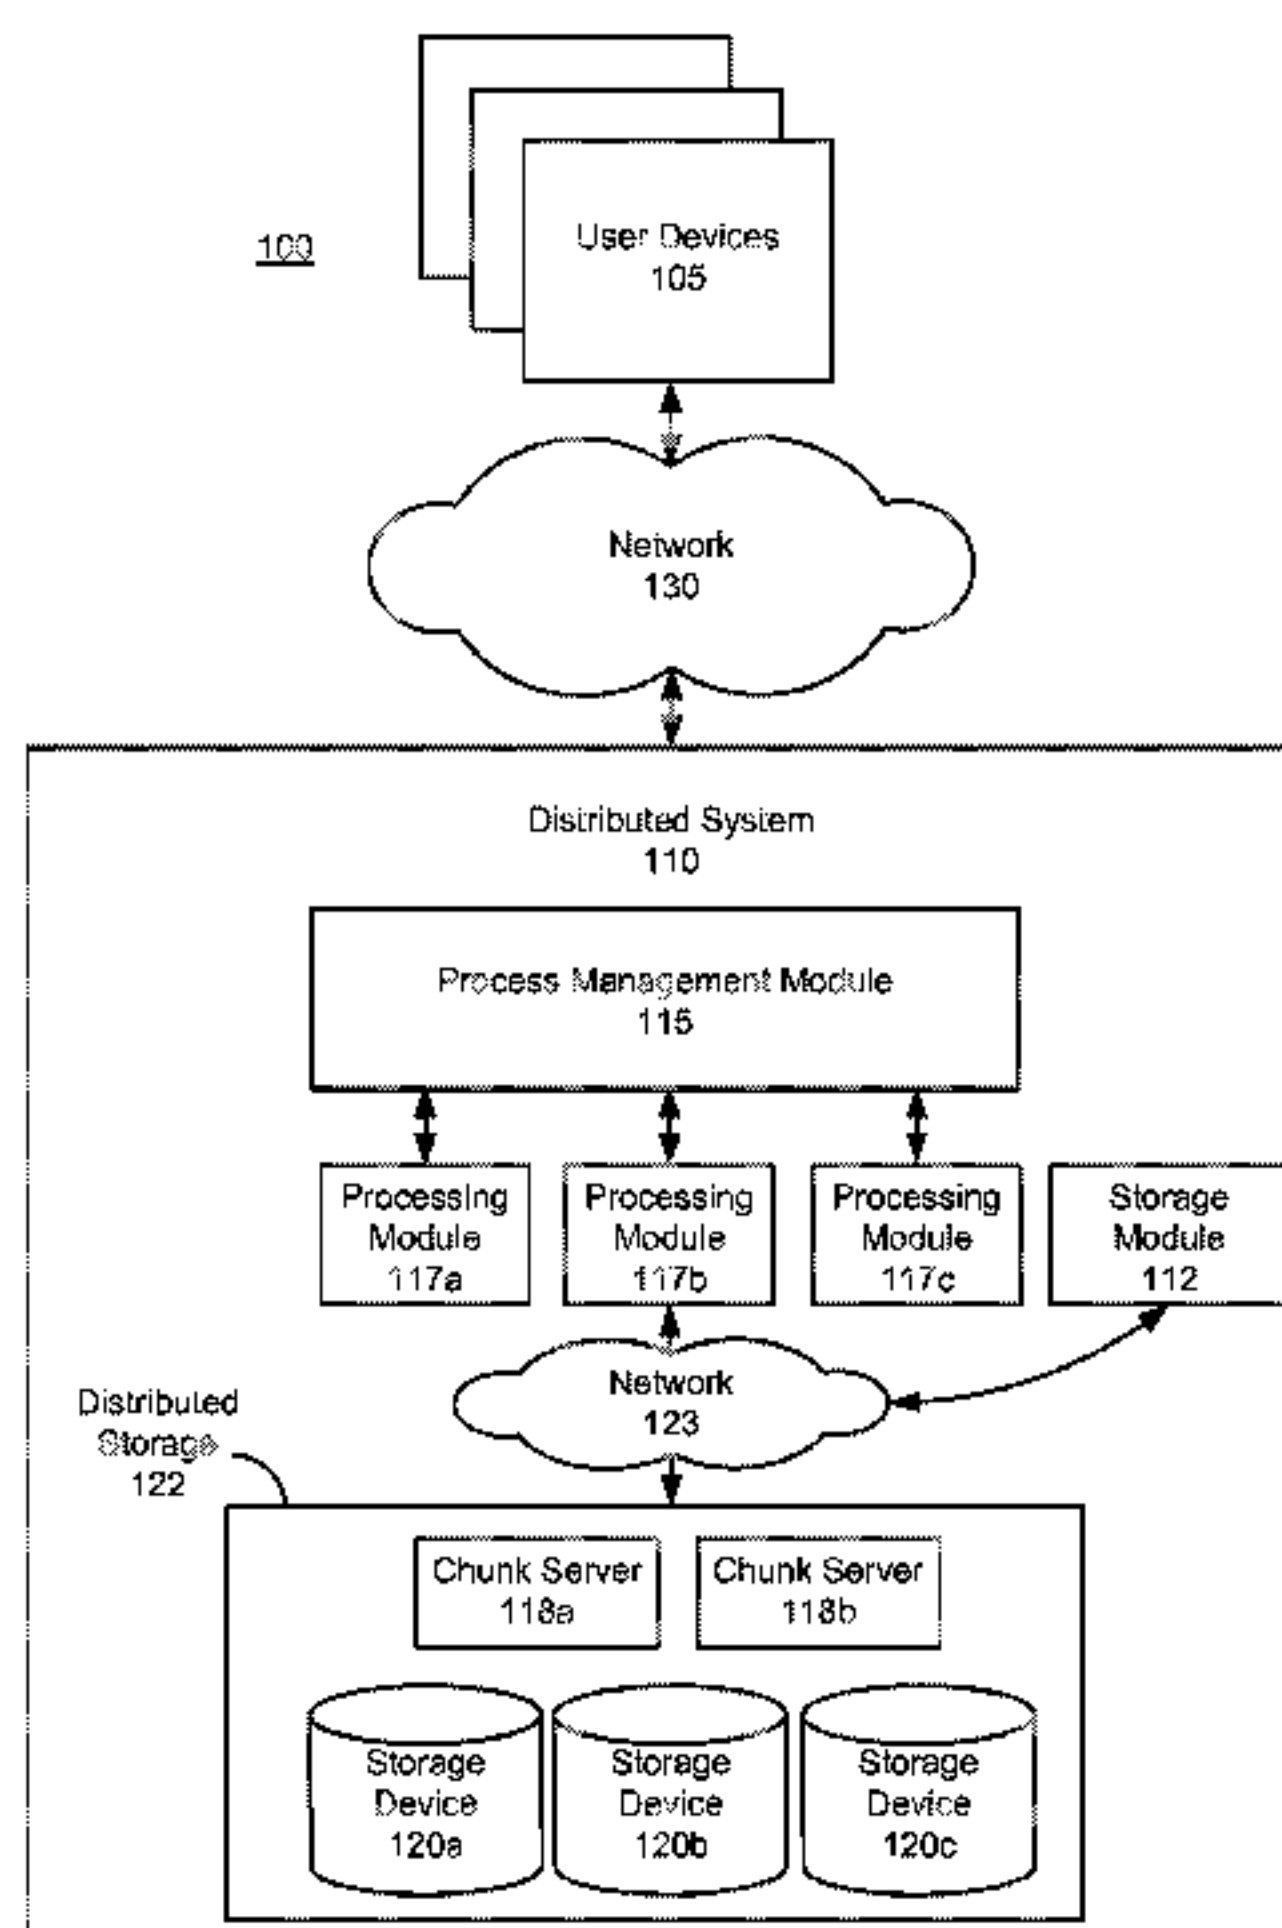 100
User Devices
105
Network
130
Distributed System
110
Process Management Module
115
Processing
Module
117a
Processing
Module
117b
Processing
Module
117c
Storage
Module
112
Network
123
Distributed
Storage
122
Chunk Server
118a
Chunk Server
118b
Storage
Device
120a
Storage
Device
120b
Storage
Device
120c